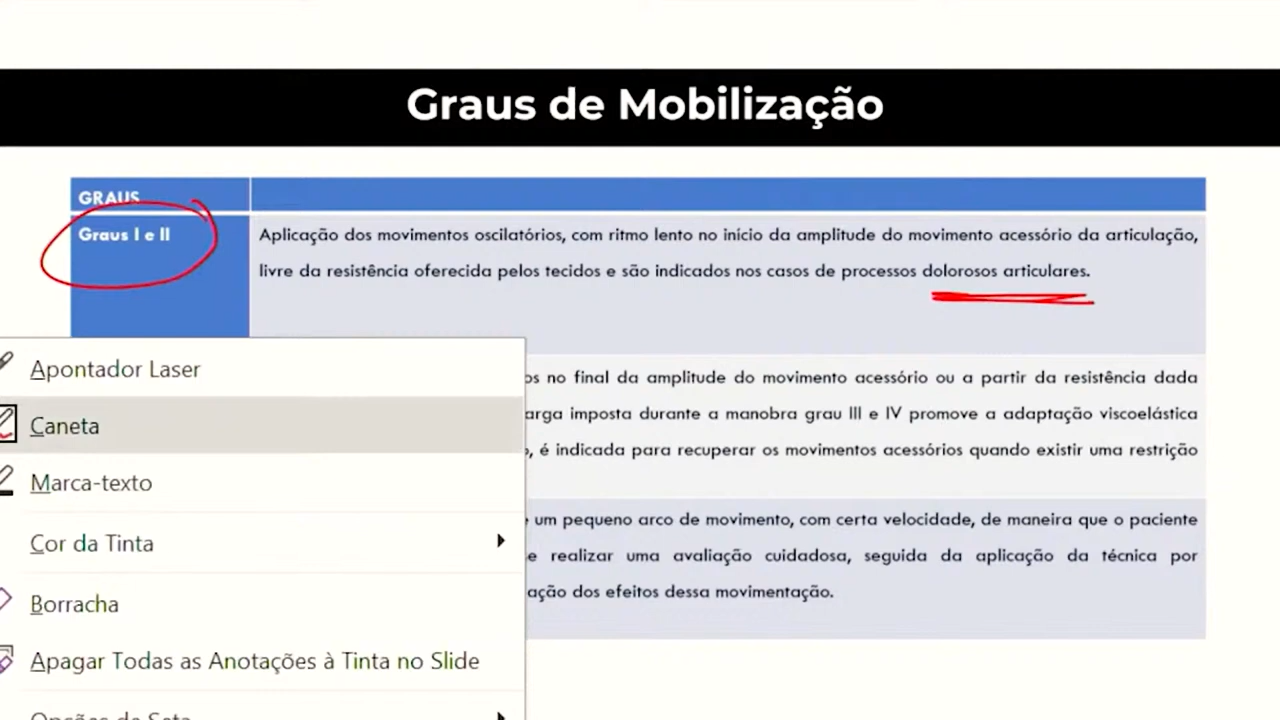 Graus de Mobilização
GRAUS
Graus I e II
Aplicação dos movimentos oscilatórios, com ritmo lento no início da amplitude do movimento acessório da articulação,
livre da resistência oferecida pelos tecidos e são indicados nos casos de processos dolorosos articulares.
Apontador Laser
Caneta
Marca-texto
Cor da Tinta
Borracha
Apagar Todas as Anotações à Tinta no Slide
Opções de Seta
no final da amplitude do movimento acessório ou a partir da resistência dada
imposta durante a manobra grau III e IV promove a adaptação viscoelástica
é indicada para recuperar os movimentos acessórios quando existir uma restrição
um pequeno arco de movimento, com certa velocidade, de maneira que o paciente
realizar uma avaliação cuidadosa, seguida da aplicação da técnica por
dos efeitos dessa movimentação.